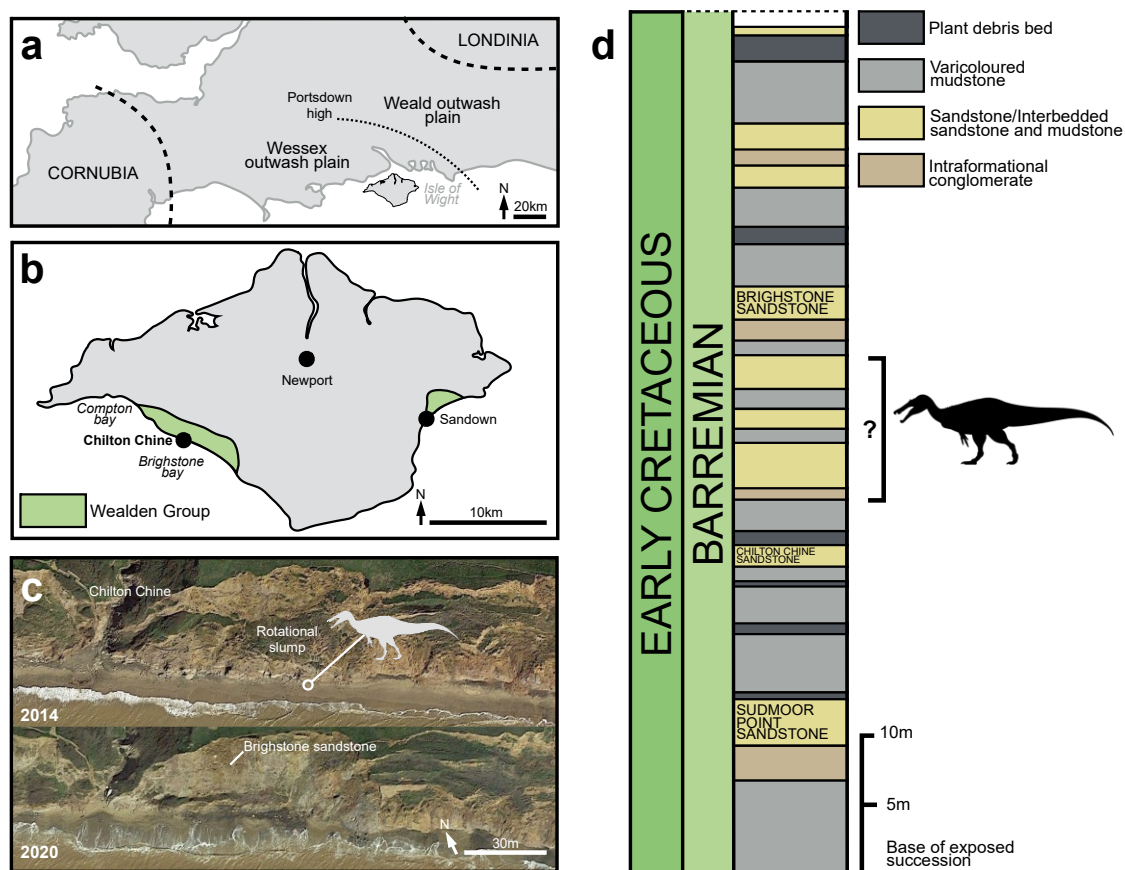 a
LONDINIA
Portsdown
high
Weald outwash
plain
Wessex
outwash plain
CORNUBIA
Isle of
Wight
N
20km
b
Newport
Compton
bay
Chilton Chine
Brighstone
bay
Sandown
N
10km
Wealden Group
c
Chilton Chine
Rotational
slump
2014
Brighstone sandstone
N
30m
2020
d
EARLY CRETACEOUS
BARREMIAN
BRIGHSTONE
SANDSTONE
CHILTON CHINE
SANDSTONE
SUDMOOR
POINT
SANDSTONE
?
10m
5m
Base of exposed
succession
Plant debris bed
Varicoloured
mudstone
Sandstone/Interbedded
sandstone and mudstone
Intraformational
conglomerate